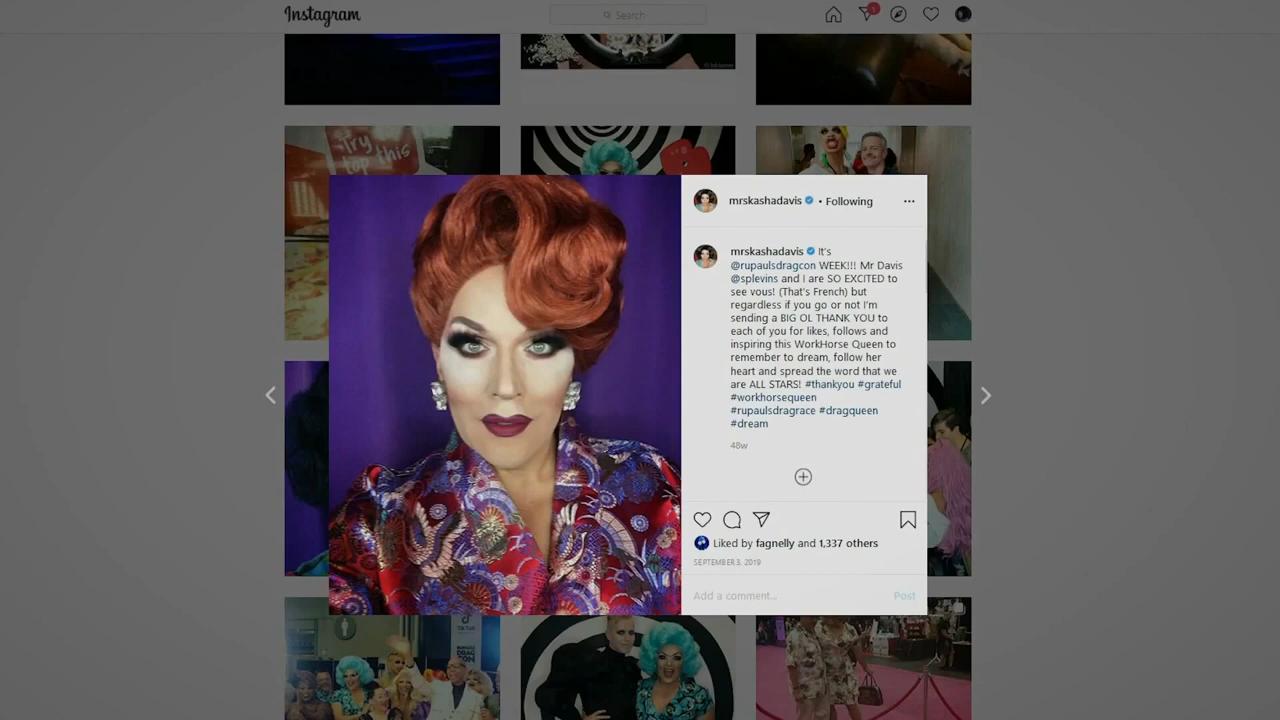 Instagram
Search
Try
top this
mrskashadavis • Following
mrskashadavis It's
@rupaulsdragcon WEEK!!! Mr Davis
@splevins and I are SO EXCITED to
see vous! (That's French) but
regardless if you go or not I'm
sending a BIG OL THANK YOU to
each of you for likes, follows and
inspiring this WorkHorse Queen to
remember to dream, follow her
heart and spread the word that we
are ALL STARS! #thankyou #grateful
#workhorsequeen
#rupaulsdragrace #dragqueen
#dream
48w
Liked by fagnelly and 1,337 others
SEPTEMBER 3, 2019
Add a comment... Post
TikTok
RUPAUL'S
DRAG
CON